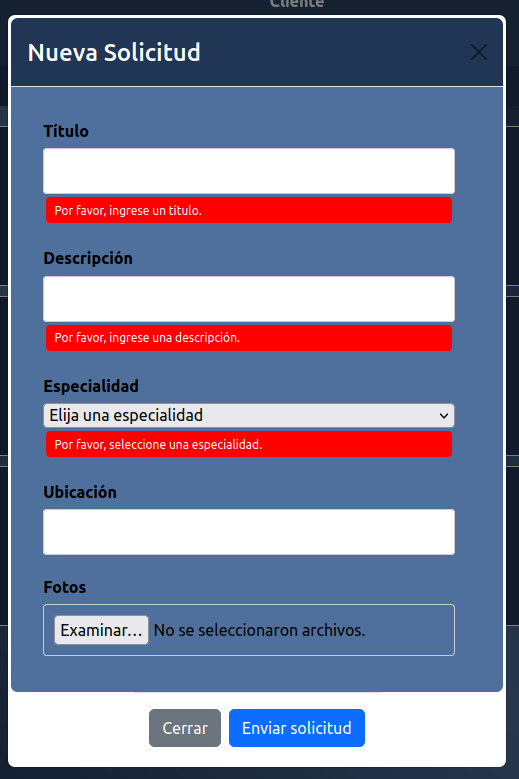 Cliente
Nueva Solicitud
Título
Por favor, ingrese un título.
Descripción
Por favor, ingrese una descripción.
Especialidad
Elija una especialidad
Por favor, seleccione una especialidad.
Ubicación
Fotos
Examinar... No se seleccionaron archivos.
Cerrar Enviar solicitud